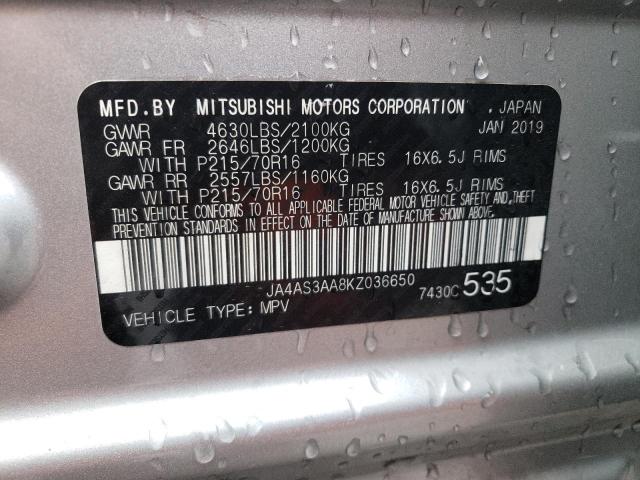 MFD.BY MITSUBISHI MOTORS CORPORATION . JAPAN
GVWR 4630LBS/2100KG JAN 2019
GAWR FR 2646LBS/1200KG
WITH P215/70R16 TIRES 16X6.5J RIMS
GAWR RR 2557LBS/1160KG
WITH P215/70R16 TIRES 16X6.5J RIMS
THIS VEHICLE CONFORMS TO ALL APPLICABLE FEDERAL MOTOR VEHICLE SAFETY AND,THEFT
PREVENTION STANDARDS IN EFFECT ON THE DATE OF MANUFACTURE SHOWN ABOVE.
JA4AS3AA8KZ036650 7430C 535
VEHICLE TYPE: MPV